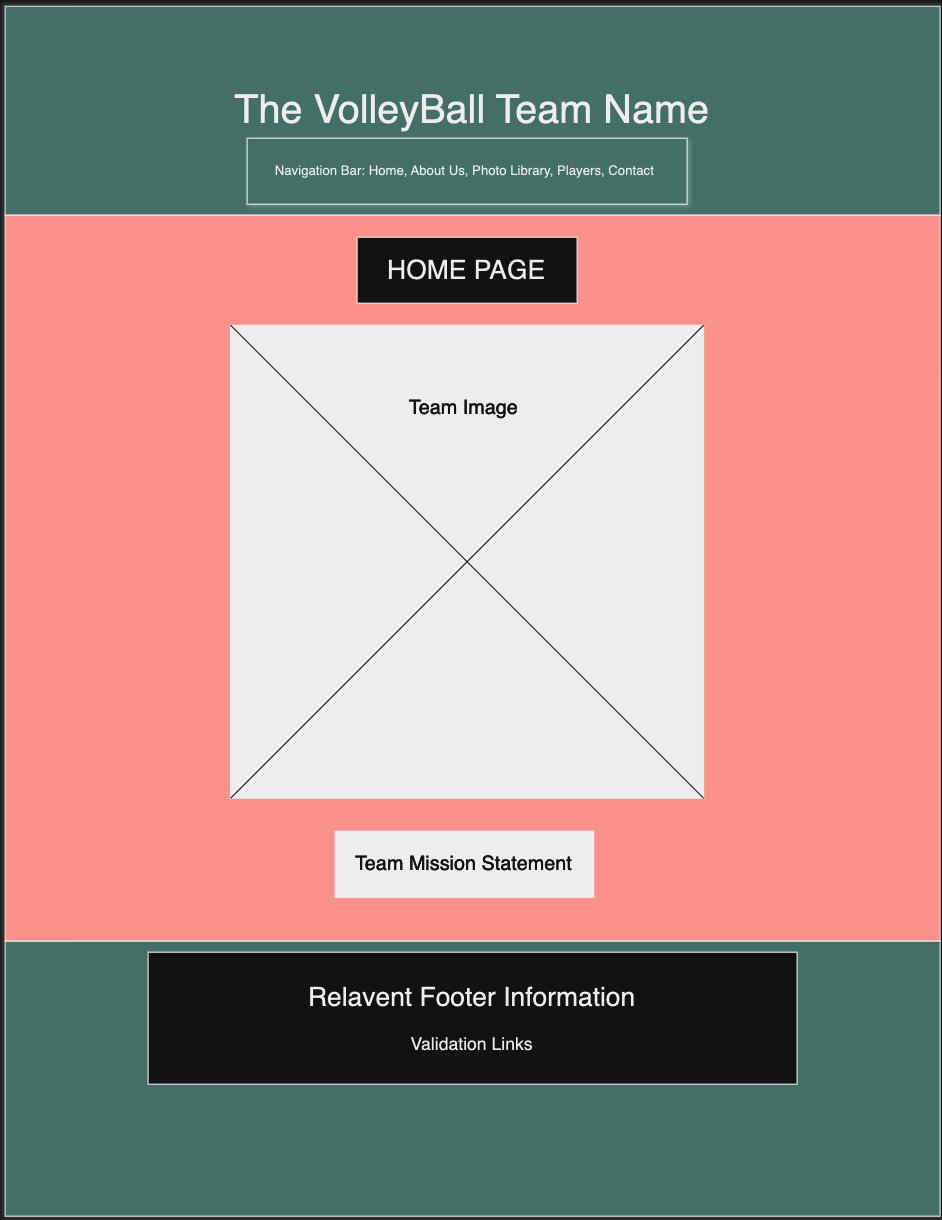 The VolleyBall Team Name
Navigation Bar: Home, About Us, Photo Library, Players, Contact
HOME PAGE
Team Image
Team Mission Statement
Relavent Footer Information
Validation Links